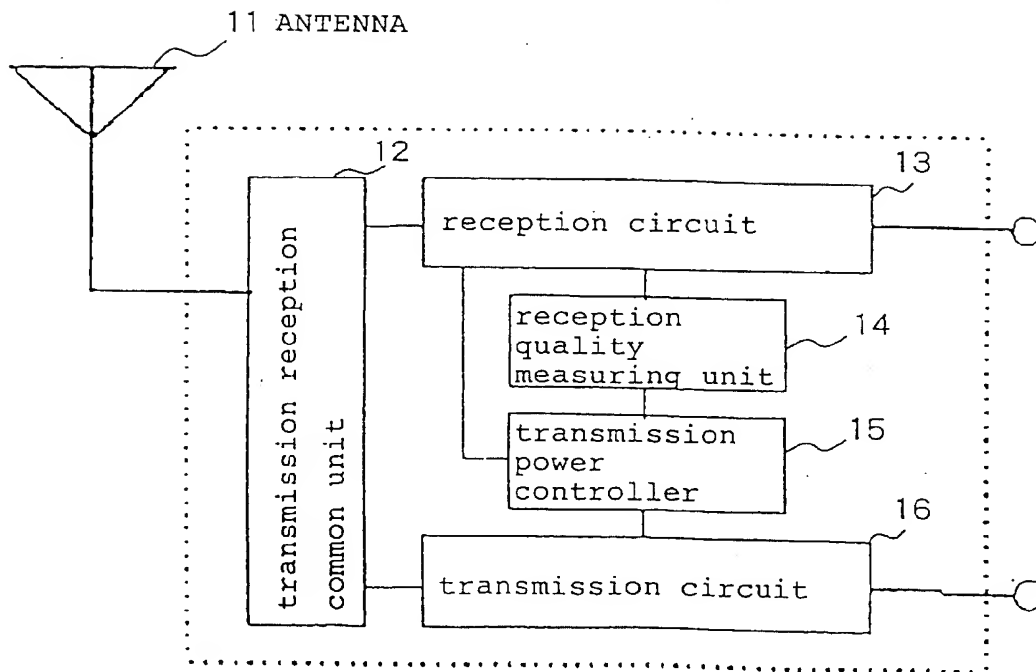 11 ANTENNA
12
13
transmission reception
common unit
reception circuit
reception
quality
measuring unit
14
transmission
power
controller
15
16
transmission circuit